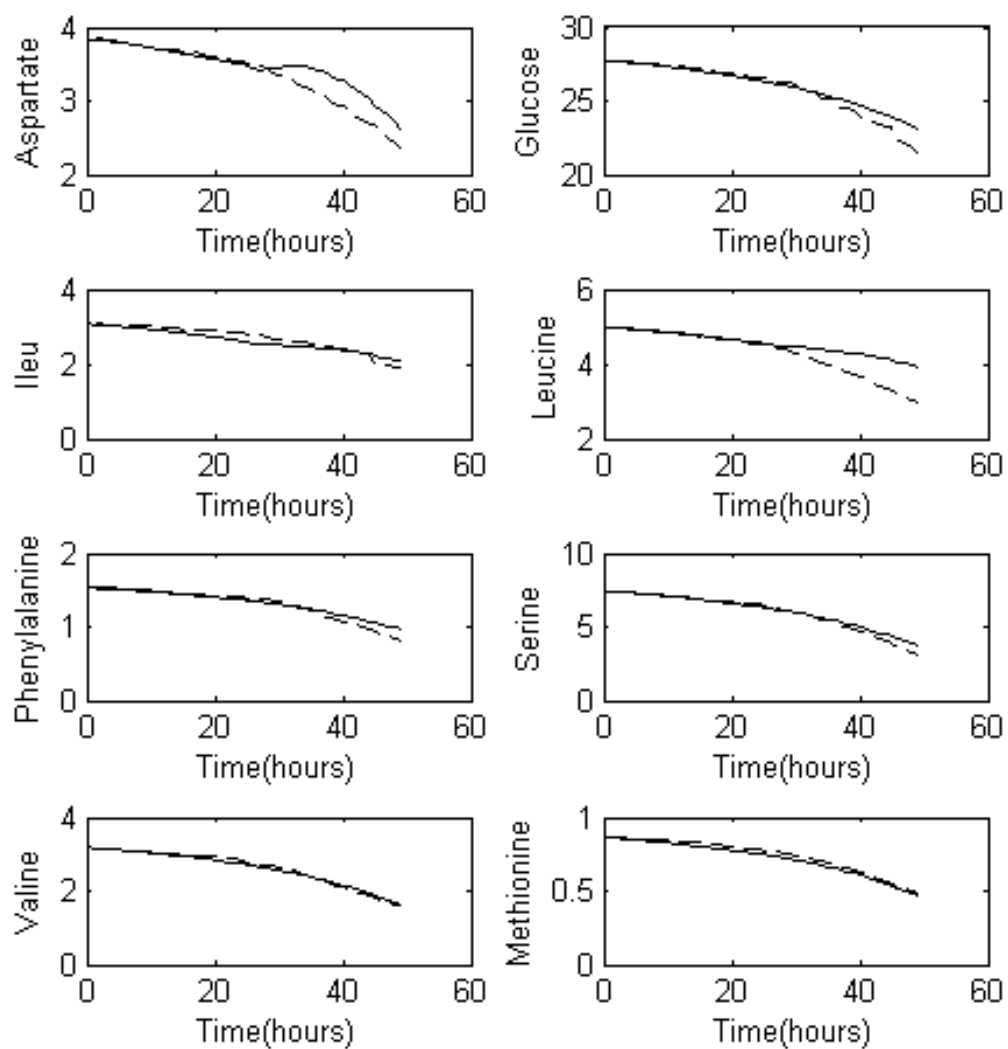 Aspartate
4
3
2
0 20 40 60
Time(hours)
Glucose
30
25
20
0 20 40 60
Time(hours)
Ileu
4
2
0
0 20 40 60
Time(hours)
Leucine
6
4
2
0 20 40 60
Time(hours)
Phenylalanine
2
1
0
0 20 40 60
Time(hours)
Serine
10
5
0
0 20 40 60
Time(hours)
Valine
4
2
0
0 20 40 60
Time(hours)
Methionine
1
0.5
0
0 20 40 60
Time(hours)